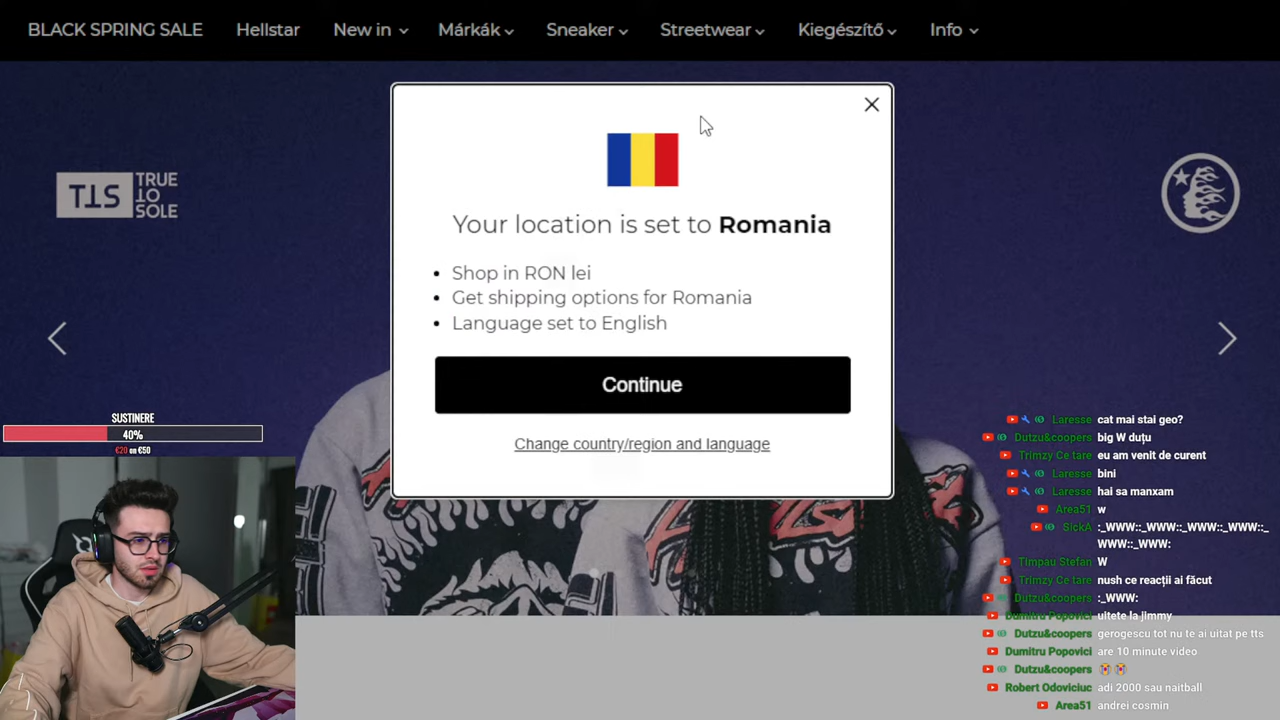 BLACK SPRING SALE
Hellstar
New in
Márkák
Sneaker
Streetwear
Kiegészítő
Info
TTS
TRUE
TO
SOLE
Your location is set to Romania
Shop in RON lei
Get shipping options for Romania
Language set to English
Continue
Change country/region and language
SUSTINERE
40%
€20 en €50
Laresse cat mai stai geo?
Dutzu&coopers big W duțu
Trimzy Ce tare eu am venit de curent
Laresse bini
Laresse hai sa manxam
Area51 w
SickA :_WWW::_WWW::_WWW::_WWW::_
WWW::_WWW:
Timpau Stefan W
Trimzy Ce tare nush ce reacții ai făcut
Dutzu&coopers :_WWW:
Dumitru Popovici uitete la jimmy
Dutzu&coopers gerogescu tot nu te ai uitat pe tts
Dumitru Popovici are 10 minute video
Dutzu&coopers 😭😭
Robert Odoviciuc adi 2000 sau naitball
Area51 andrei cosmin